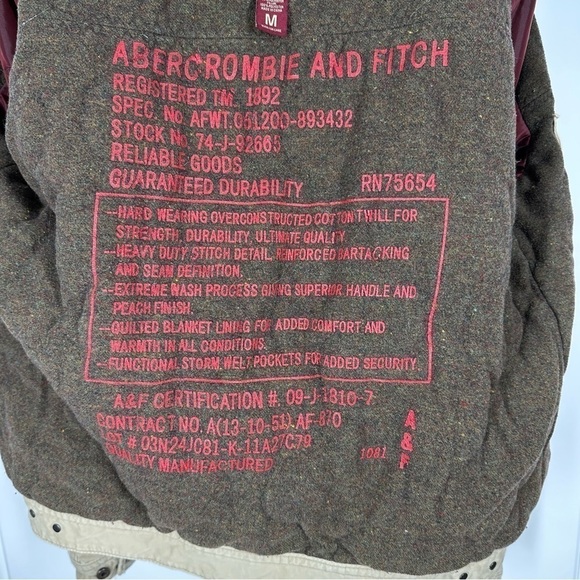 M
ABERCROMBIE AND FITCH
REGISTERED TM. 1892
SPEC. No. AFWT.051200-893432
STOCK No. 74-J-92665
RELIABLE GOODS
GUARANTEED DURABILITY RN75654
—HARD WEARING OVERCONSTRUCTED COTTON TWILL FOR
STRENGTH, DURABILITY, ULTIMATE QUALITY.
—HEAVY DUTY STITCH DETAIL, REINFORCED BARTACKING
AND SEAM DEFINITION.
—EXTREME WASH PROCESS GIVING SUPERIOR HANDLE AND
PEACH FINISH.
—QUILTED BLANKET LINING FOR ADDED COMFORT AND
WARMTH IN ALL CONDITIONS.
—FUNCTIONAL STORM WELT POCKETS FOR ADDED SECURITY.
A&F CERTIFICATION #. 09-J-1810-7
CONTRACT NO. A(13-10-51).AF-870
LOT # 03N24JC81-K-11A27C79
QUALITY MANUFACTURED 1081
A & F